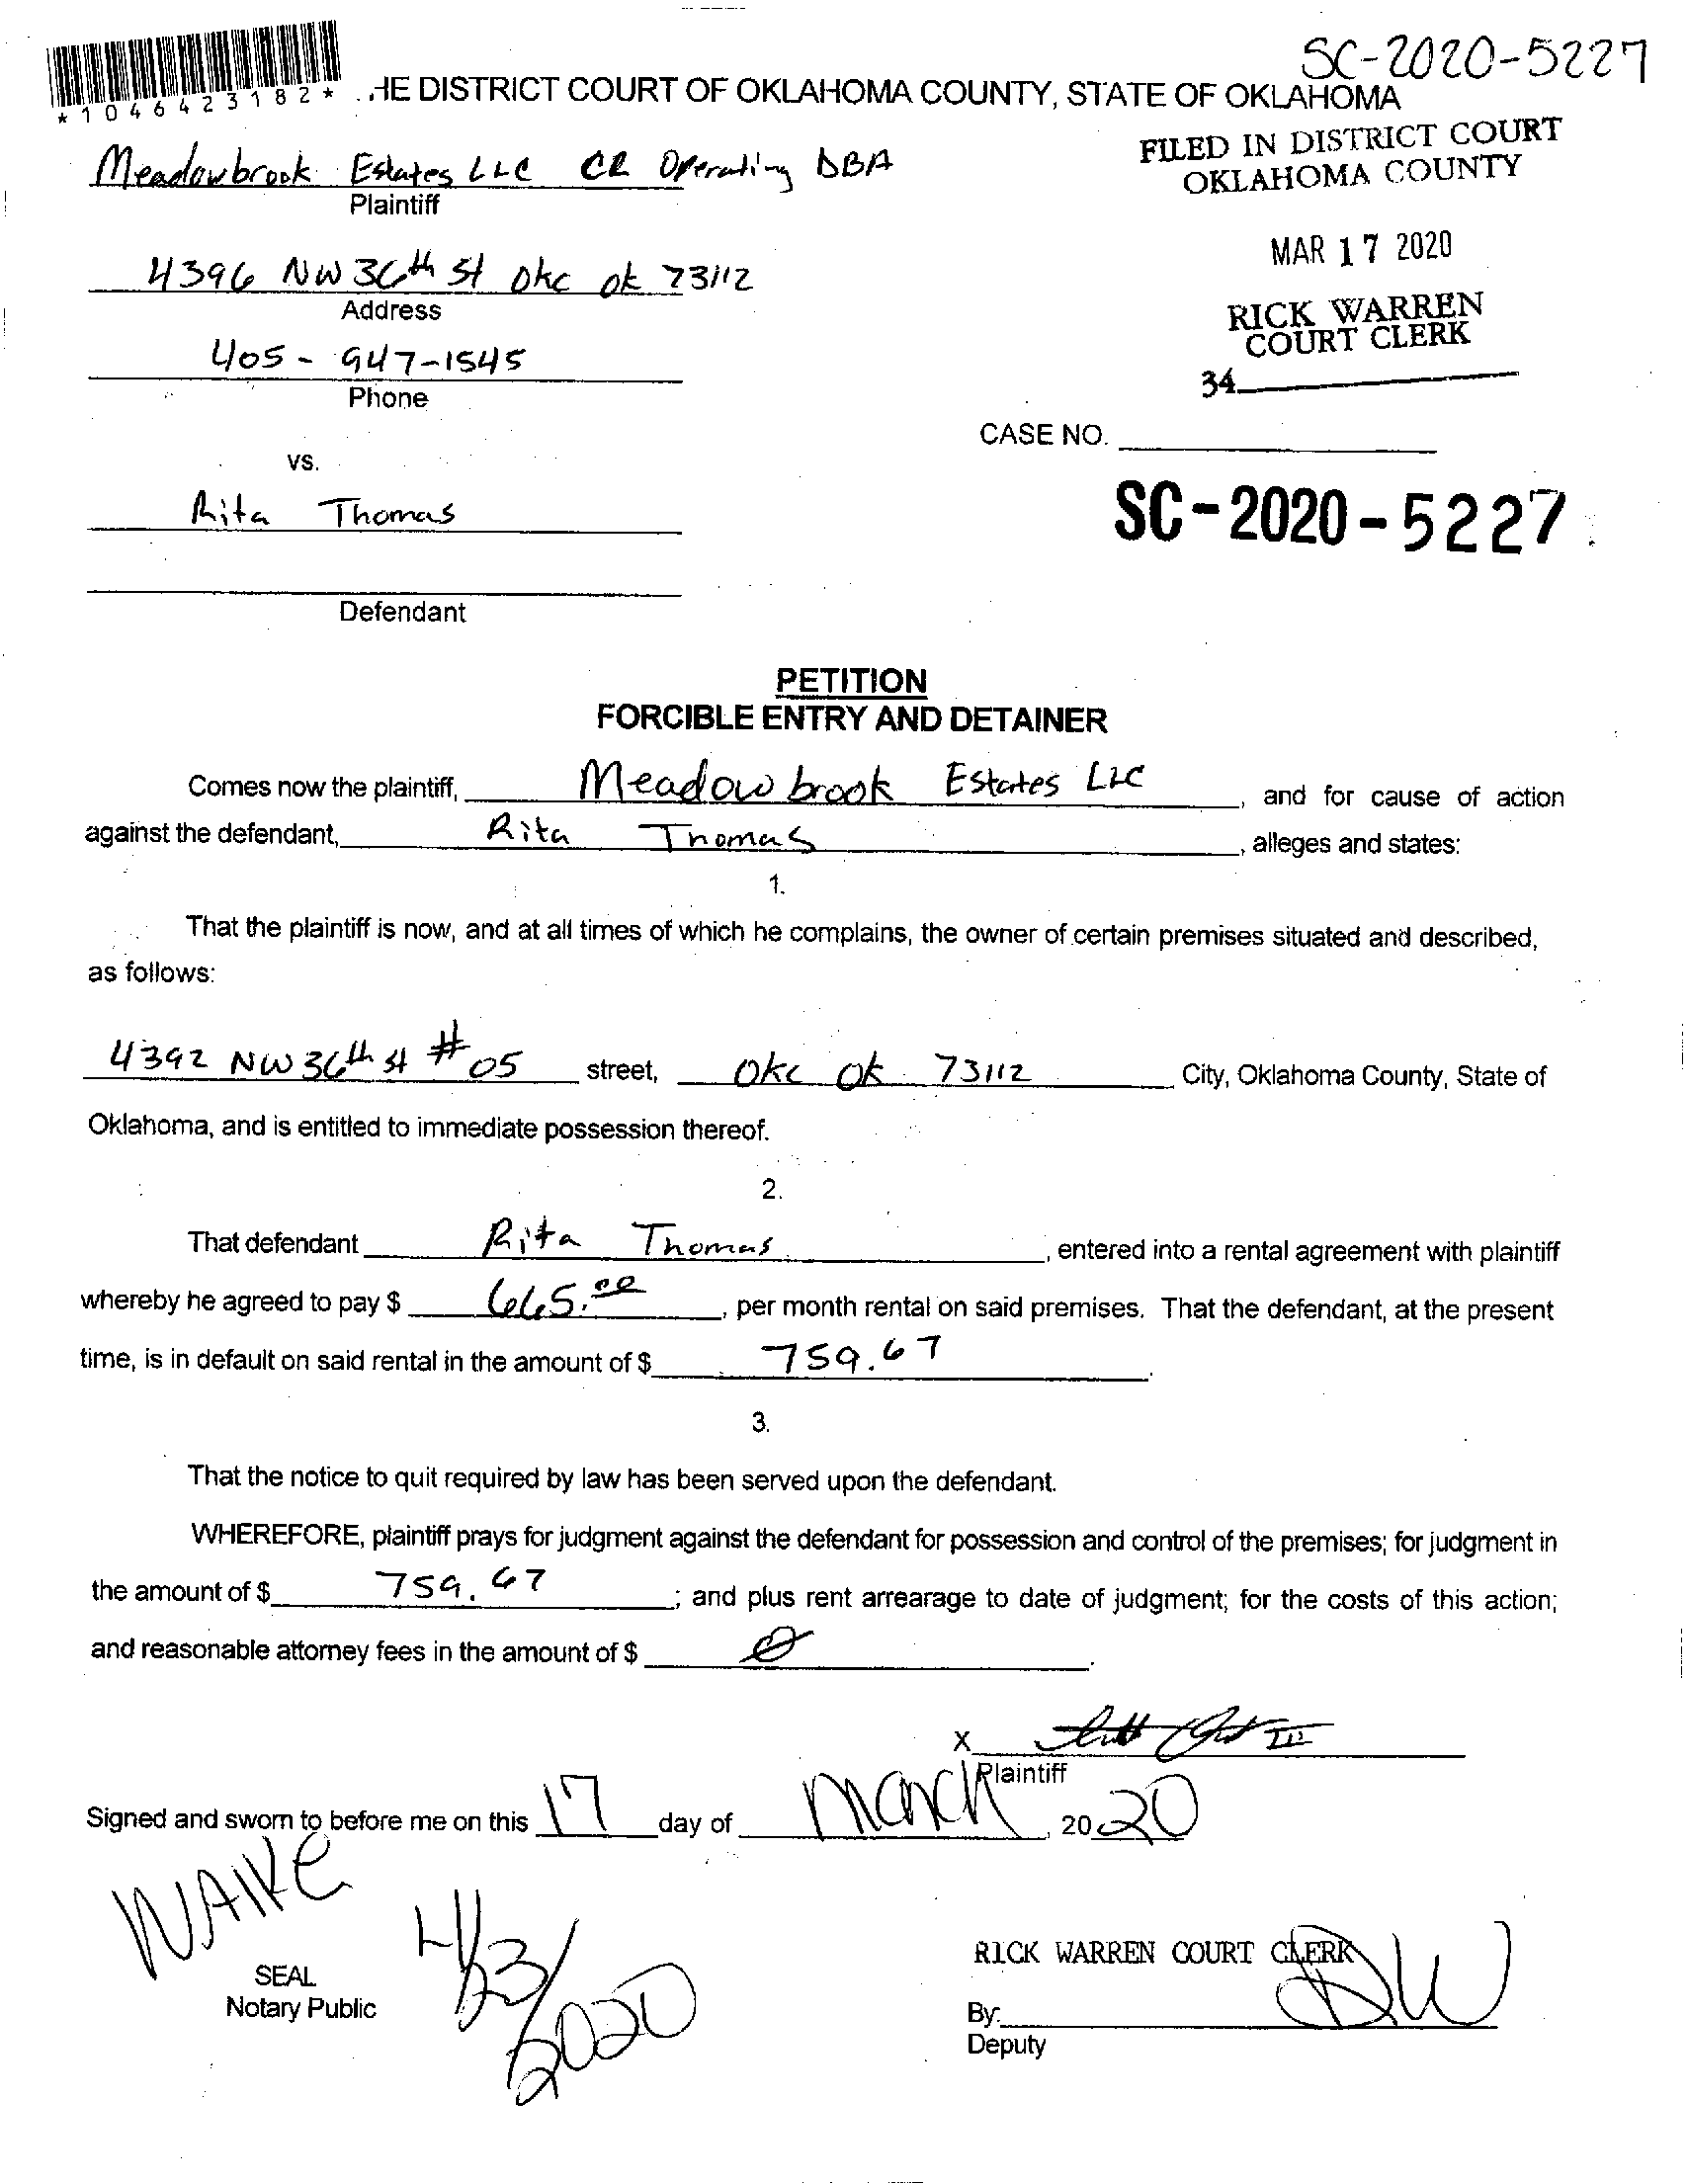 SC-2020-5227
*1046423182* HE DISTRICT COURT OF OKLAHOMA COUNTY, STATE OF OKLAHOMA
FILED IN DISTRICT COURT
OKLAHOMA COUNTY
Meadowbrook Estates LLC CR Operating DBA
Plaintiff
MAR 17 2020
4396 NW 36th St Okc ok 73112
Address
RICK WARREN
COURT CLERK
405 - 947-1545
Phone
34
CASE NO.
vs.
Rita Thomas
SC-2020-5227
Defendant
PETITION
FORCIBLE ENTRY AND DETAINER
Comes now the plaintiff, Meadow brook Estates LLC, and for cause of action
against the defendant, Rita Thomas, alleges and states:
1.
That the plaintiff is now, and at all times of which he complains, the owner of certain premises situated and described,
as follows:
4392 NW 36th st #05 street, Okc Ok 73112 City, Oklahoma County, State of
Oklahoma, and is entitled to immediate possession thereof.
2.
That defendant Rita Thomas, entered into a rental agreement with plaintiff
whereby he agreed to pay $ 665.00, per month rental on said premises. That the defendant, at the present
time, is in default on said rental in the amount of $ 759.67.
3.
That the notice to quit required by law has been served upon the defendant.
WHEREFORE, plaintiff prays for judgment against the defendant for possession and control of the premises; for judgment in
the amount of $ 759.67; and plus rent arrearage to date of judgment; for the costs of this action;
and reasonable attorney fees in the amount of $ 0.
X III
Plaintiff
Signed and sworn to before me on this 17 day of March, 2020
SEAL
Notary Public
RICK WARREN COURT CLERK
By: DW
Deputy